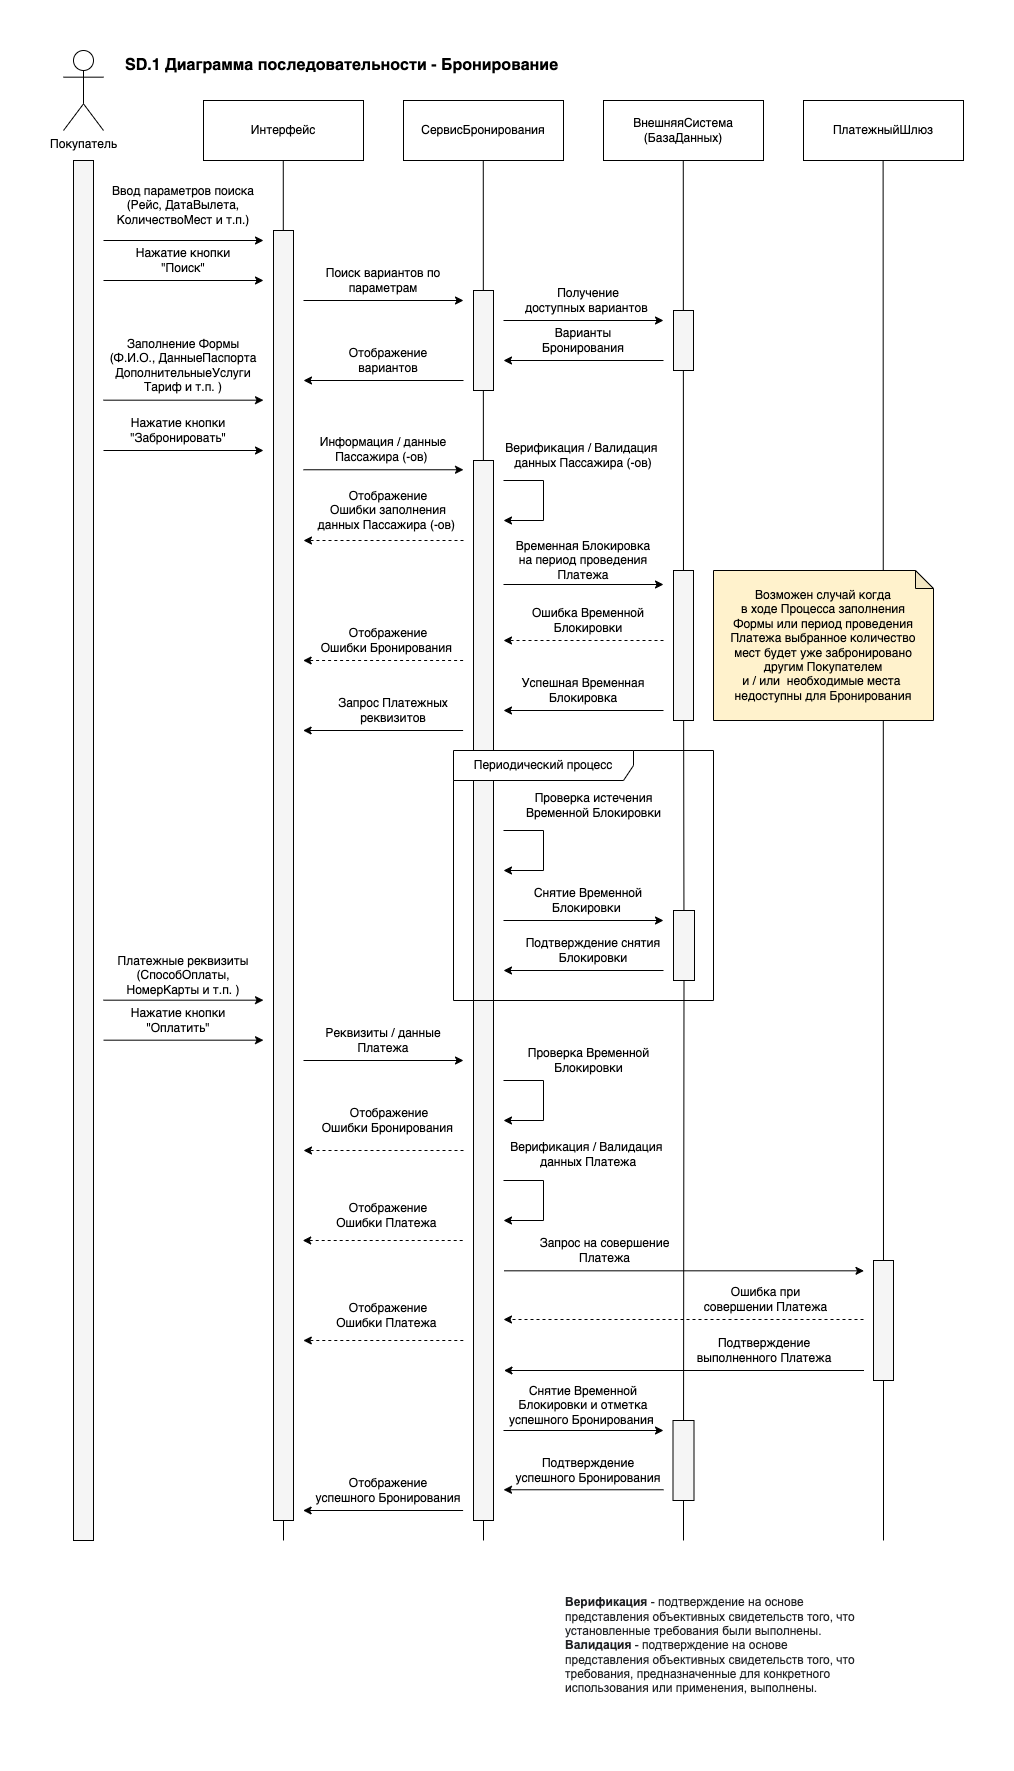 SD.1 Диаграмма последовательности - Бронирование
Покупатель
Интерфейс
СервисБронирования
ВнешняяСистема
(БазаДанных)
ПлатежныйШлюз
Ввод параметров поиска
(Рейс, ДатаВылета,
КоличествоМест и т.п.)
Нажатие кнопки
"Поиск"
Поиск вариантов по
параметрам
Получение
доступных вариантов
Варианты
Бронирования
Отображение
вариантов
Заполнение Формы
(Ф.И.О., ДанныеПаспорта
ДополнительныеУслуги
Тариф и т.п. )
Нажатие кнопки
"Забронировать"
Информация / данные
Пассажира (-ов)
Верификация / Валидация
данных Пассажира (-ов)
Отображение
Ошибки заполнения
данных Пассажира (-ов)
Временная Блокировка
на период проведения
Платежа
Возможен случай когда
в ходе Процесса заполнения
Формы или период проведения
Платежа выбранное количество
мест будет уже забронировано
другим Покупателем
и / или  необходимые места
недоступны для Бронирования
Ошибка Временной
Блокировки
Отображение
Ошибки Бронирования
Успешная Временная
Блокировка
Запрос Платежных
реквизитов
Периодический процесс
Проверка истечения
Временной Блокировки
Снятие Временной
Блокировки
Подтверждение снятия
Блокировки
Платежные реквизиты
(СпособОплаты,
НомерКарты и т.п. )
Нажатие кнопки
"Оплатить"
Реквизиты / данные
Платежа
Проверка Временной
Блокировки
Отображение
Ошибки Бронирования
Верификация / Валидация
данных Платежа
Отображение
Ошибки Платежа
Запрос на совершение
Платежа
Ошибка при
совершении Платежа
Отображение
Ошибки Платежа
Подтверждение
выполненного Платежа
Снятие Временной
Блокировки и отметка
успешного Бронирования
Подтверждение
успешного Бронирования
Отображение
успешного Бронирования
Верификация - подтверждение на основе
представления объективных свидетельств того, что
установленные требования были выполнены.
Валидация - подтверждение на основе
представления объективных свидетельств того, что
требования, предназначенные для конкретного
использования или применения, выполнены.